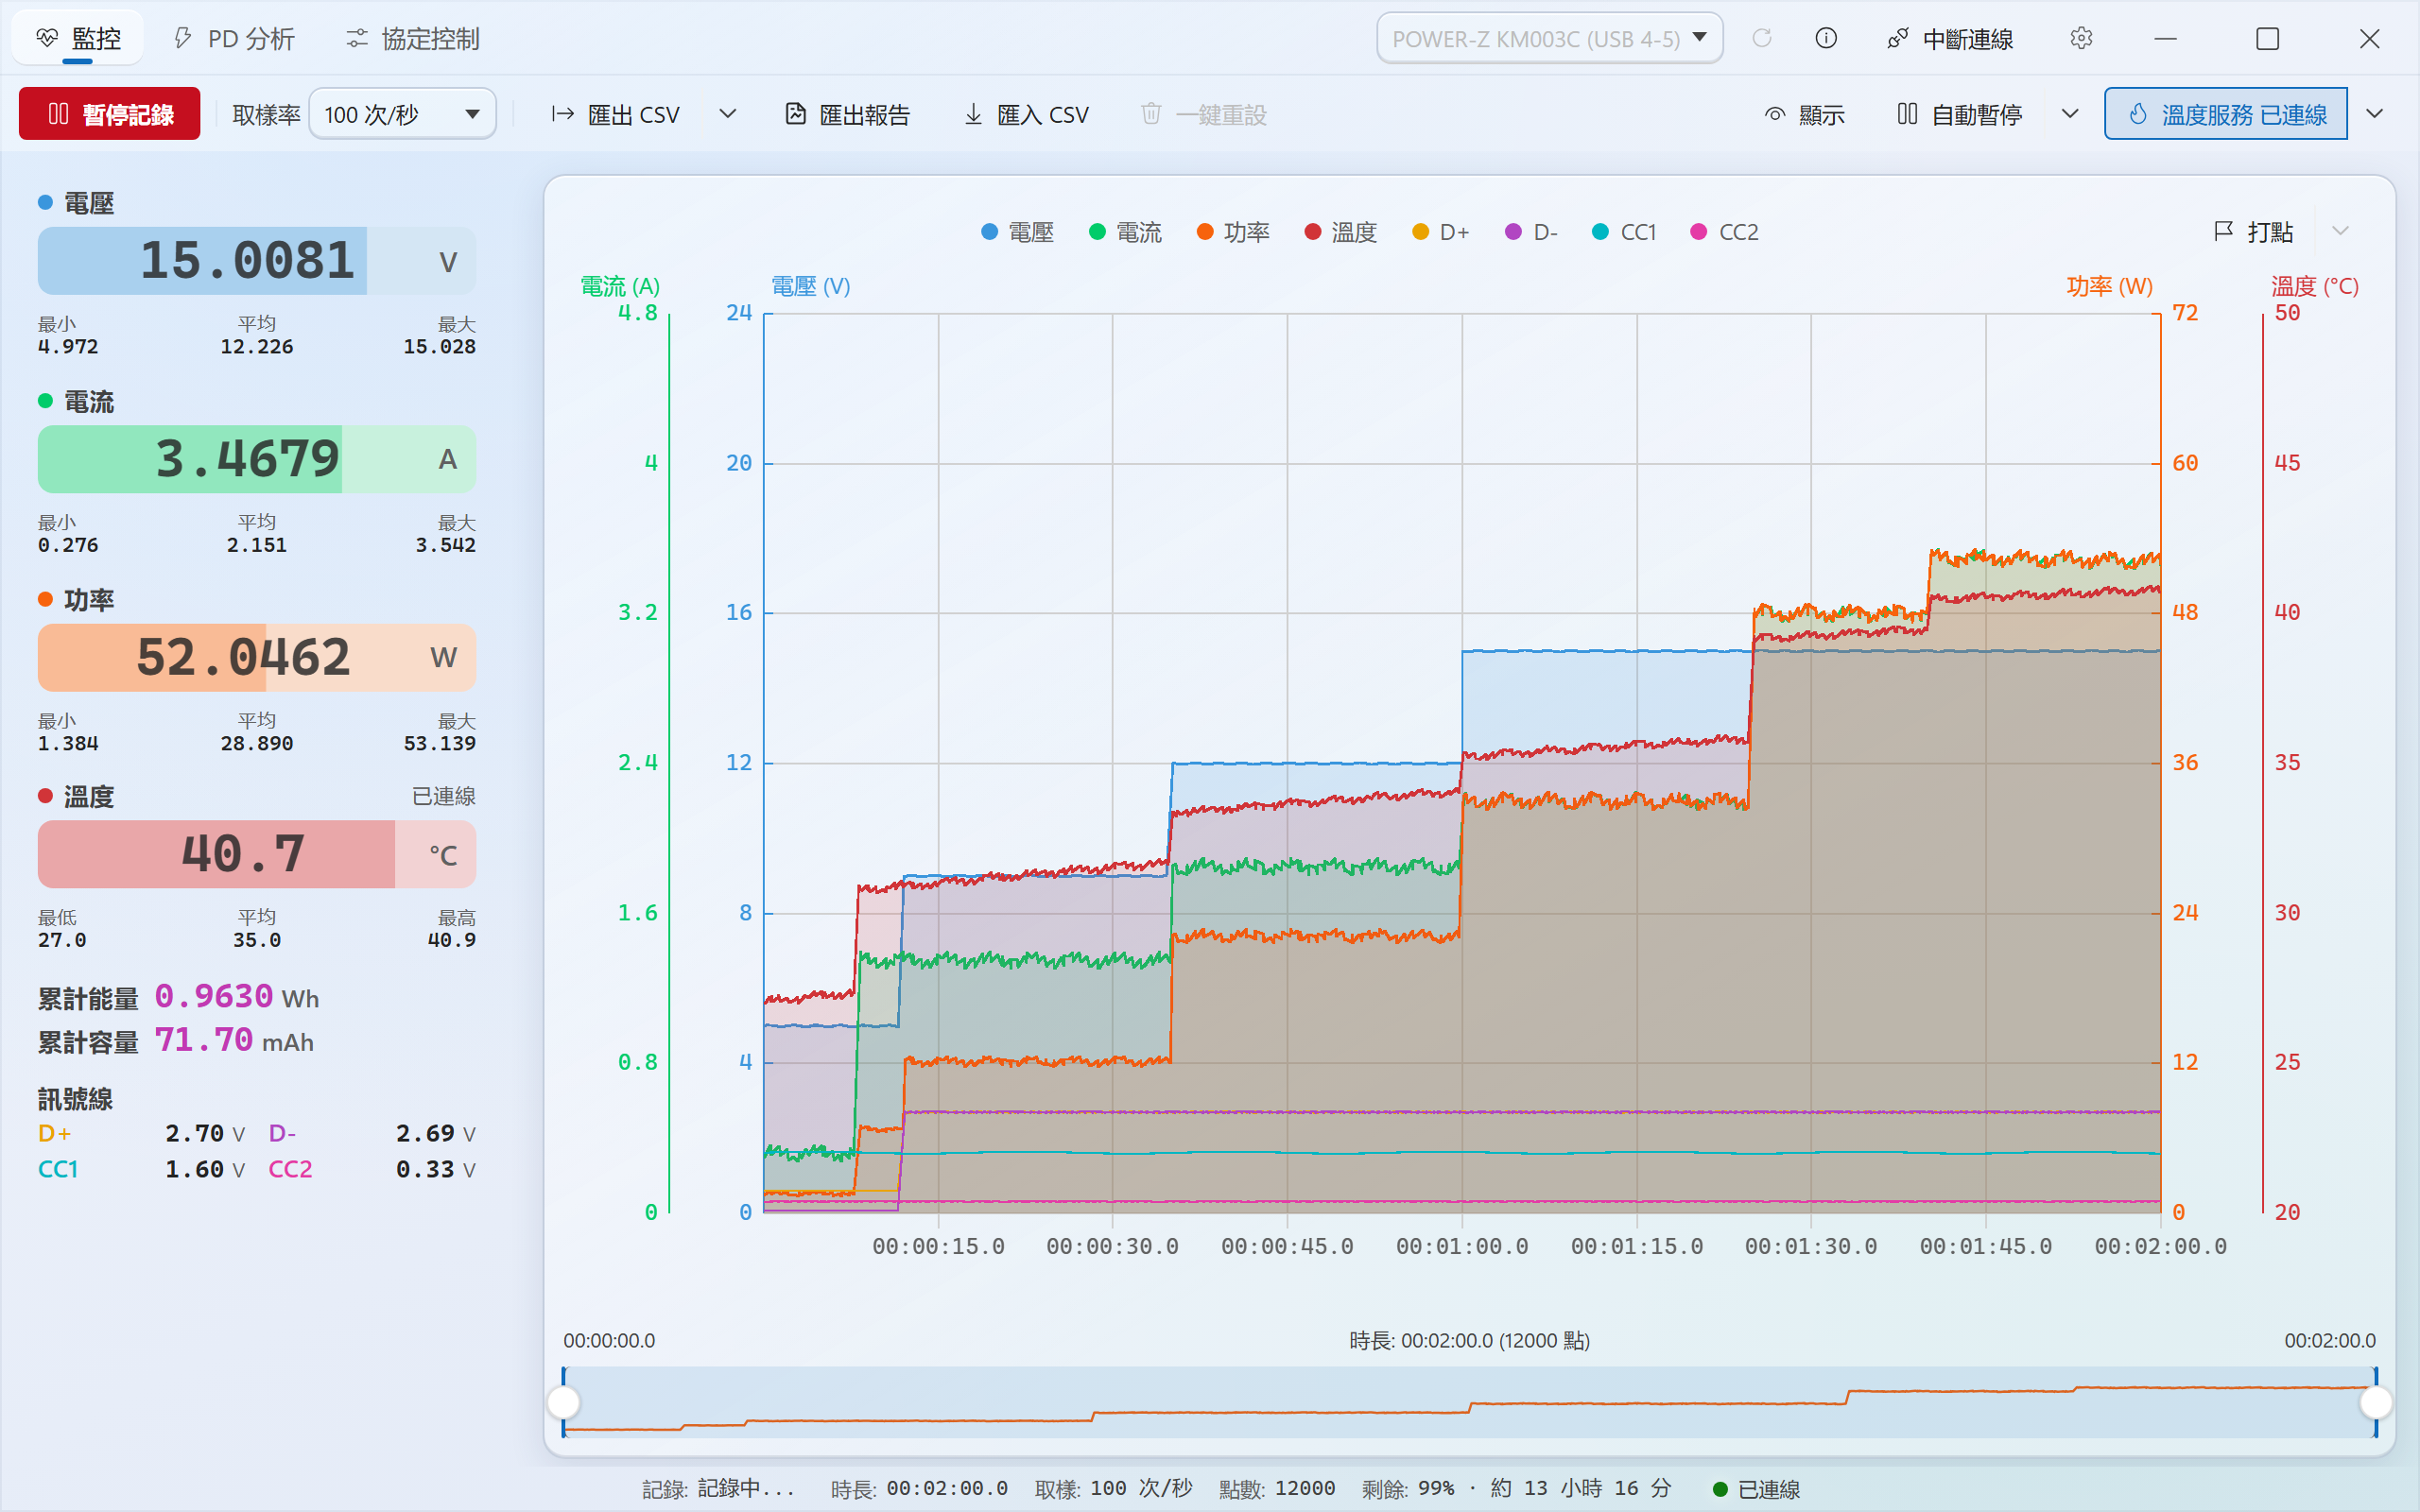 監控 PD 分析 協定控制 POWER-Z KM003C (USB 4-5) 中斷連線
暫停記錄 取樣率 100 次/秒 匯出 CSV 匯出報告 匯入 CSV 一鍵重設 顯示 自動暫停 溫度服務 已連線
電壓
15.0081 V
最小 平均 最大
4.972 12.226 15.028
電流
3.4679 A
最小 平均 最大
0.276 2.151 3.542
功率
52.0462 W
最小 平均 最大
1.384 28.890 53.139
溫度 已連線
40.7 °C
最低 平均 最高
27.0 35.0 40.9
累計能量 0.9630 Wh
累計容量 71.70 mAh
訊號線
D+ 2.70 V D- 2.69 V
CC1 1.60 V CC2 0.33 V
電壓 電流 功率 溫度 D+ D- CC1 CC2 打點
電流 (A) 電壓 (V) 功率 (W) 溫度 (°C)
4.8 24 72 50
4 20 60 45
3.2 16 48 40
2.4 12 36 35
1.6 8 24 30
0.8 4 12 25
0 0 0 20
00:00:15.0 00:00:30.0 00:00:45.0 00:01:00.0 00:01:15.0 00:01:30.0 00:01:45.0 00:02:00.0
00:00:00.0 時長: 00:02:00.0 (12000 點) 00:02:00.0
記錄: 記錄中... 時長: 00:02:00.0 取樣: 100 次/秒 點數: 12000 剩餘: 99% · 約 13 小時 16 分 已連線